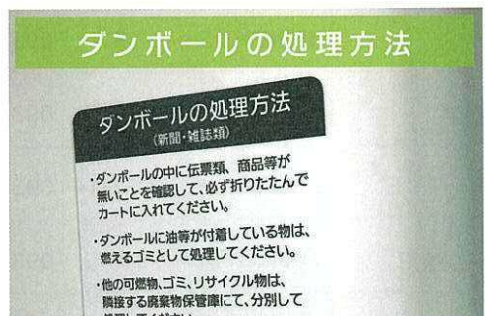 ダンボールの処理方法
ダンボールの処理方法
(新聞・雑誌類)
・ダンボールの中に伝票類、商品等が
無いことを確認して、必ず折りたたんで
カートに入れてください。
・ダンボールに油等が付着している物は、
燃えるゴミとして処理してください。
・他の可燃物、ゴミ、リサイクル物は、
隣接する廃棄物保管庫にて、分別して